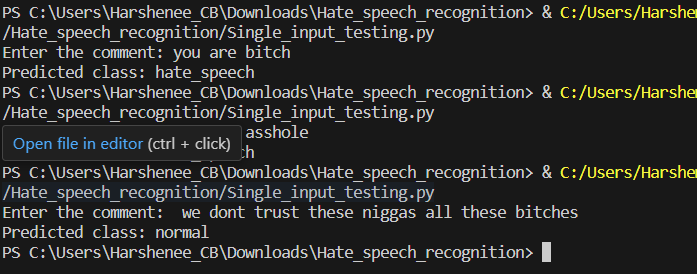 PS C:\Users\Harshenee_CB\Downloads\Hate_speech_recognition> & C:/Users/Harshe
/Hate_speech_recognition/Single_input_testing.py
Enter the comment: you are bitch
Predicted class: hate_speech
PS C:\Users\Harshenee_CB\Downloads\Hate_speech_recognition> & C:/Users/Harshe
/Hate_speech_recognition/Single_input_testing.py
asshole
Open file in editor (ctrl + click)
ch
PS C:\Users\Harshenee_CB\Downloads\Hate_speech_recognition> & C:/Users/Harshe
/Hate_speech_recognition/Single_input_testing.py
Enter the comment:  we dont trust these niggas all these bitches
Predicted class: normal
PS C:\Users\Harshenee_CB\Downloads\Hate_speech_recognition>